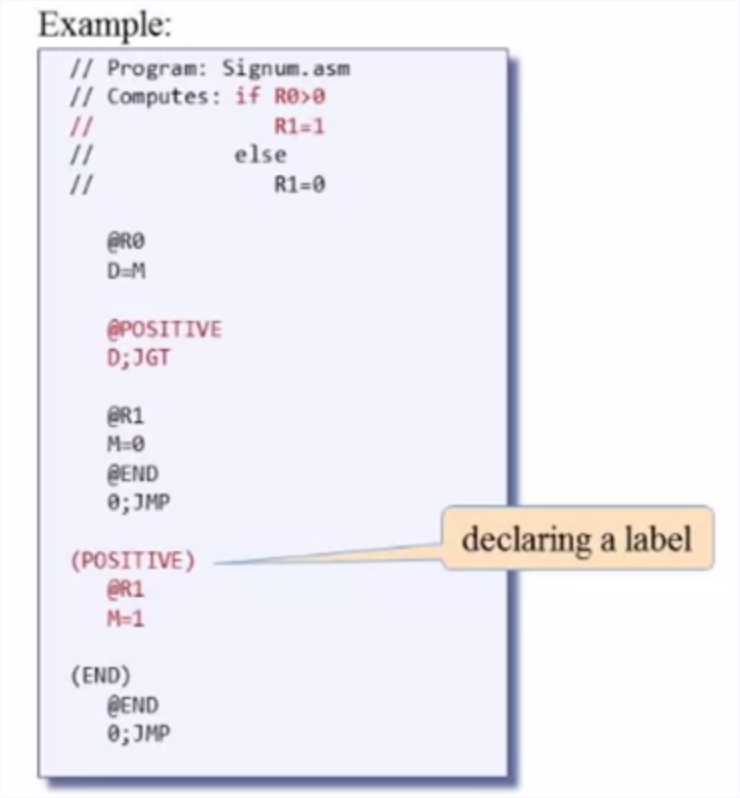 Example:
// Program: Signum.asm
// Computes: if R0>0
//                R1=1
//            else
//                R1=0
@R0
D=M
@POSITIVE
D;JGT
@R1
M=0
@END
0;JMP
(POSITIVE)
declaring a label
@R1
M=1
(END)
@END
0;JMP